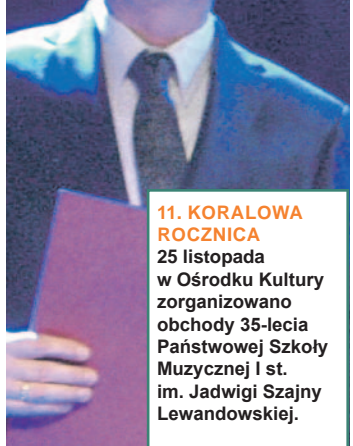 11. KORALOWA
ROCZNICA
25 listopada
w Ośrodku Kultury
zorganizowano
obchody 35-lecia
Państwowej Szkoły
Muzycznej I st.
im. Jadwigi Szajny
Lewandowskiej.